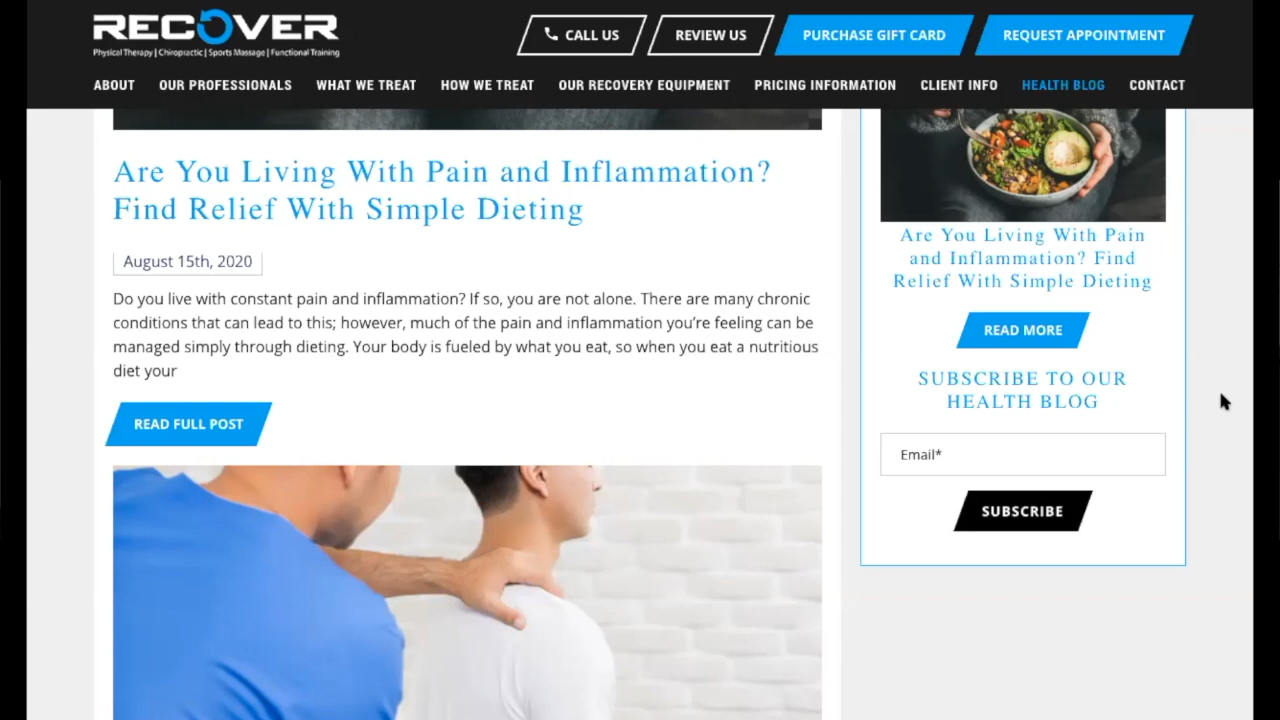 RECOVER
Physical Therapy | Chiropractic | Sports Massage | Functional Training
CALL US
REVIEW US
PURCHASE GIFT CARD
REQUEST APPOINTMENT
ABOUT
OUR PROFESSIONALS
WHAT WE TREAT
HOW WE TREAT
OUR RECOVERY EQUIPMENT
PRICING INFORMATION
CLIENT INFO
HEALTH BLOG
CONTACT
Are You Living With Pain and Inflammation?
Find Relief With Simple Dieting
August 15th, 2020
Do you live with constant pain and inflammation? If so, you are not alone. There are many chronic
conditions that can lead to this; however, much of the pain and inflammation you’re feeling can be
managed simply through dieting. Your body is fueled by what you eat, so when you eat a nutritious
diet your
READ FULL POST
Are You Living With Pain
and Inflammation? Find
Relief With Simple Dieting
READ MORE
SUBSCRIBE TO OUR
HEALTH BLOG
Email*
SUBSCRIBE